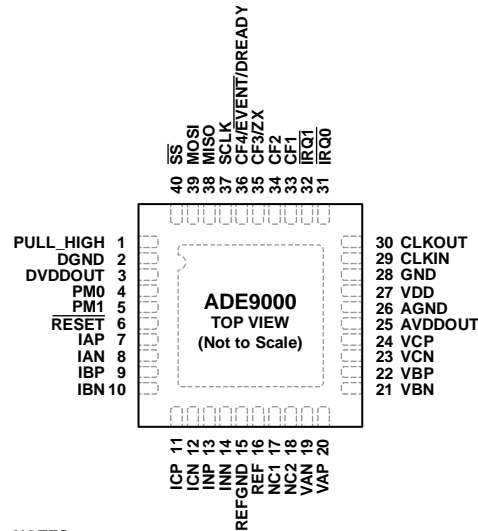 40 SS
39 MOSI
38 MISO
37 SCLK
36 CF4/EVENT/DREADY
35 CF3/ZX
34 CF2
33 CF1
32 IRQ1
31 IRQ0
PULL_HIGH 1
DGND 2
DVDDOUT 3
PM0 4
PM1 5
RESET 6
IAP 7
IAN 8
IBP 9
IBN 10
ADE9000
TOP VIEW
(Not to Scale)
30 CLKOUT
29 CLKIN
28 GND
27 VDD
26 AGND
25 AVDDOUT
24 VCP
23 VCN
22 VBP
21 VBN
ICP 11
ICN 12
INP 13
INN 14
REFGND 15
REF 16
NC1 17
NC2 18
VAN 19
VAP 20
NOTES